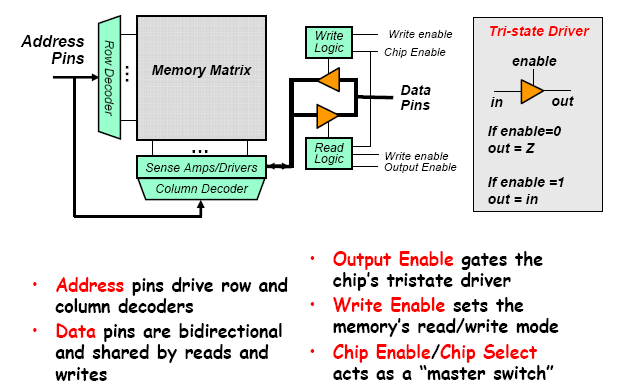 Address
Pins
Row Decoder
...
Memory Matrix
...
Sense Amps/Drivers
Column Decoder
Write
Logic
Write enable
Chip Enable
Data
Pins
Read
Logic
Write enable
Output Enable
Tri-state Driver
enable
in
out
If enable=0
out = Z
If enable =1
out = in
• Address pins drive row and
column decoders
• Data pins are bidirectional
and shared by reads and
writes
• Output Enable gates the
chip's tristate driver
• Write Enable sets the
memory's read/write mode
• Chip Enable/Chip Select
acts as a “master switch”